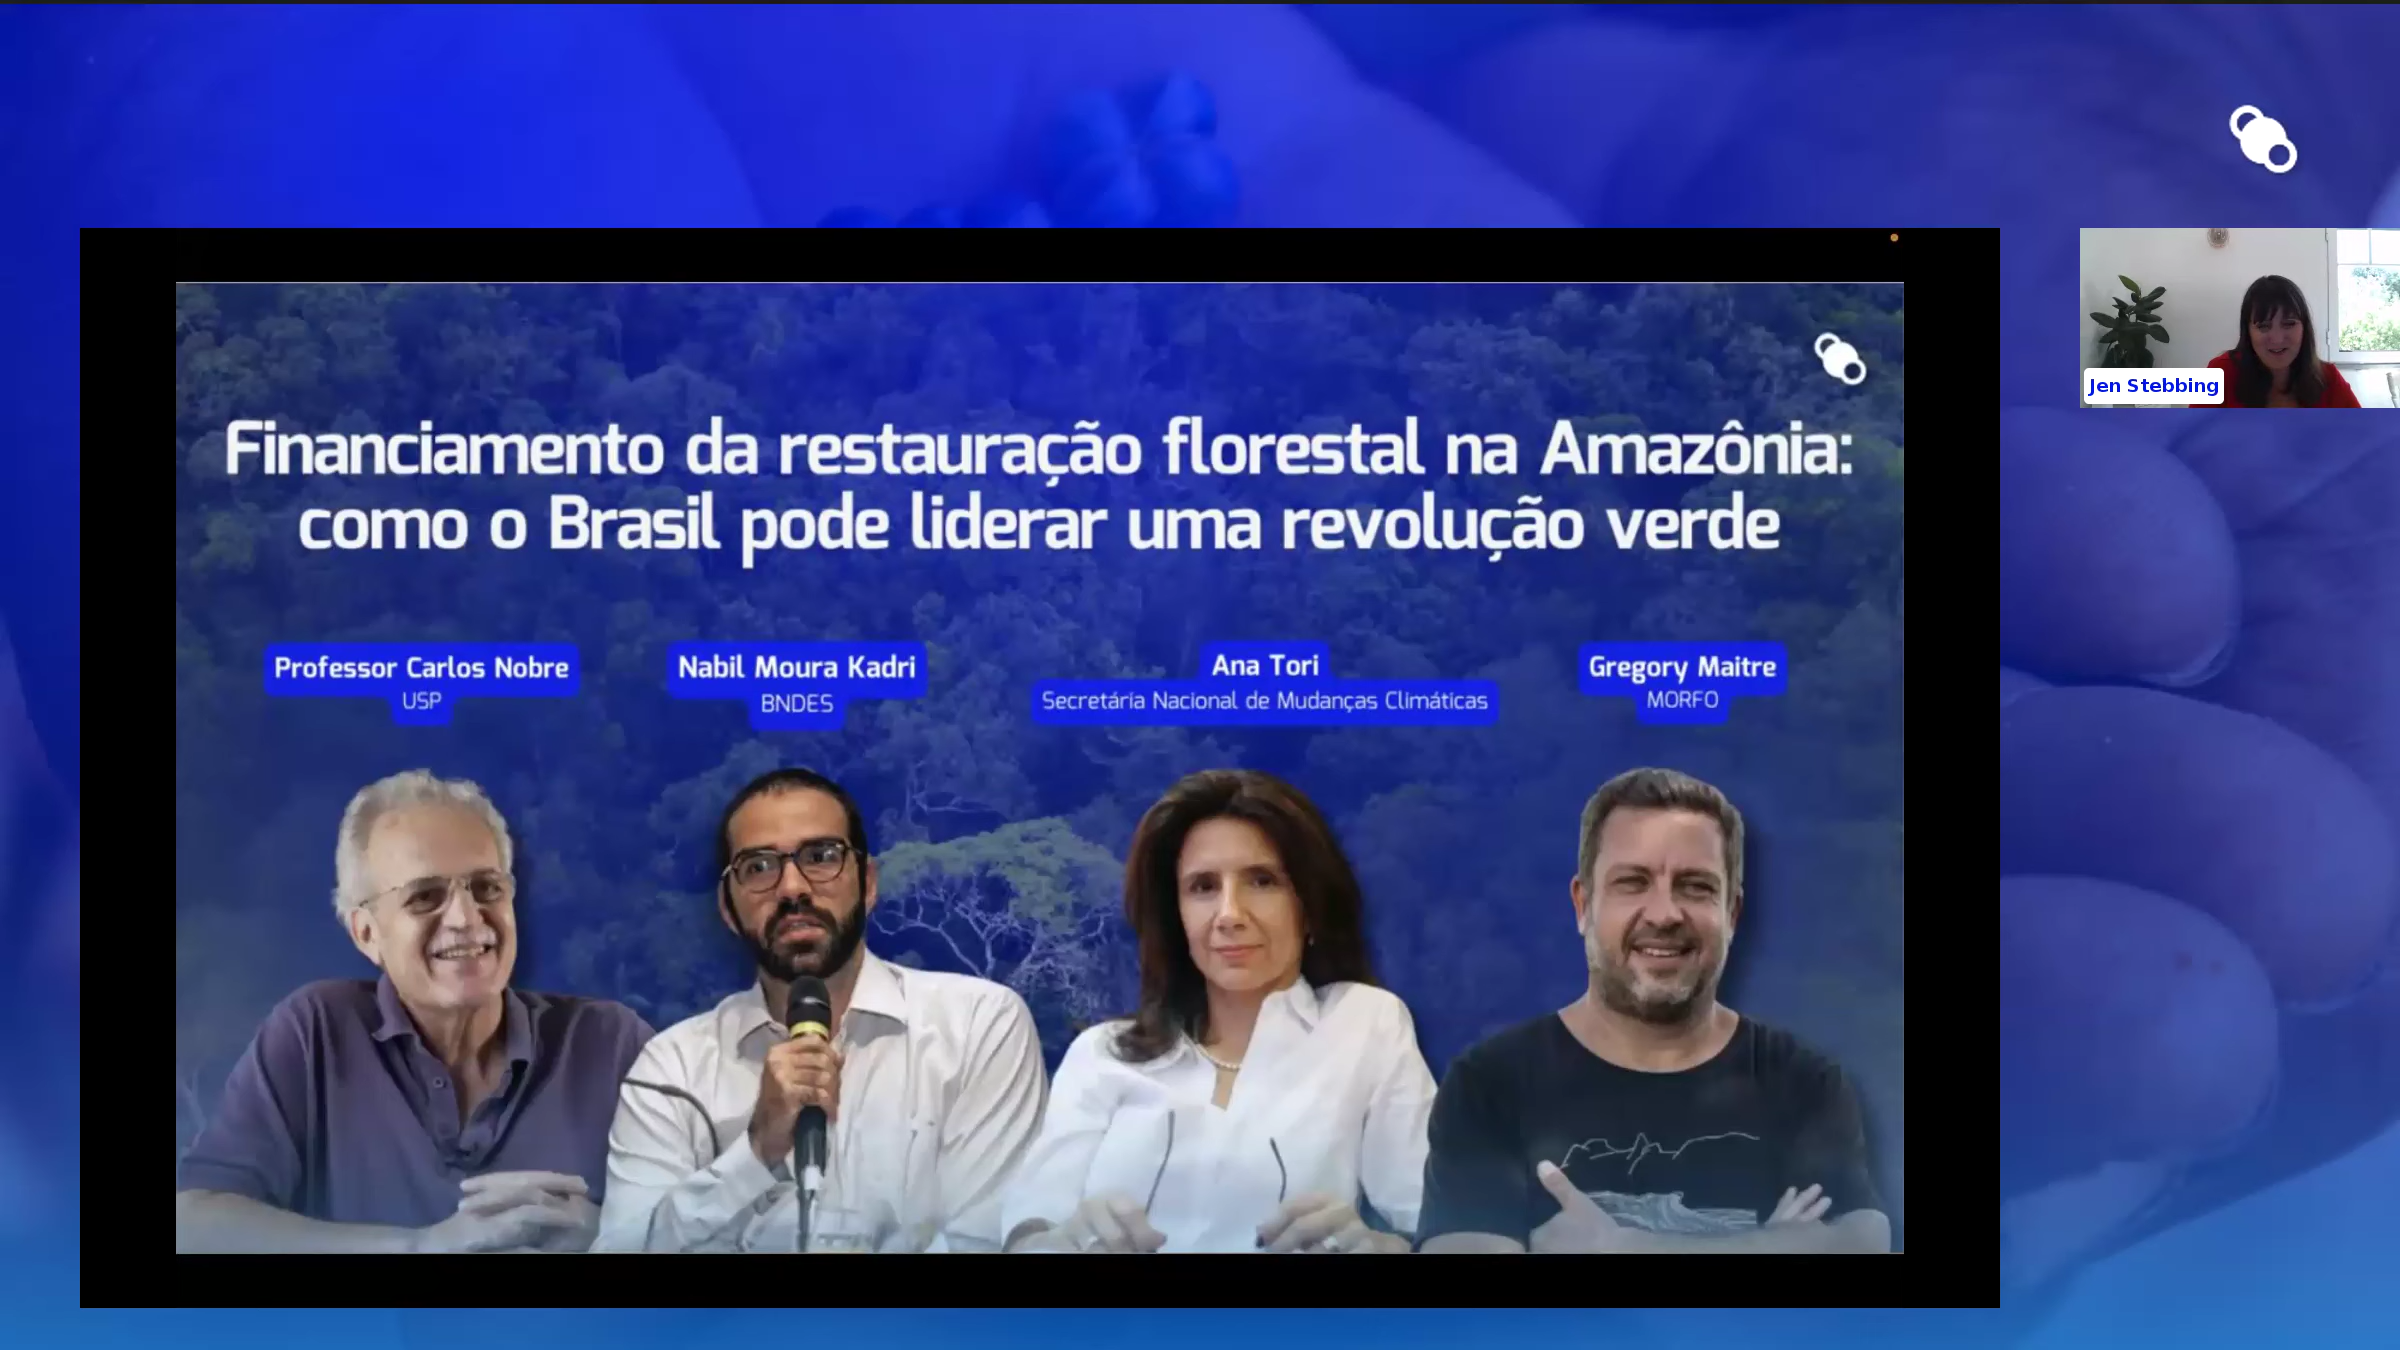 Financiamento da restauração florestal na Amazônia:
como o Brasil pode liderar uma revolução verde
Professor Carlos Nobre
USP
Nabil Moura Kadri
BNDES
Ana Tori
Secretária Nacional de Mudanças Climáticas
Gregory Maitre
MORFO
Jen Stebbing